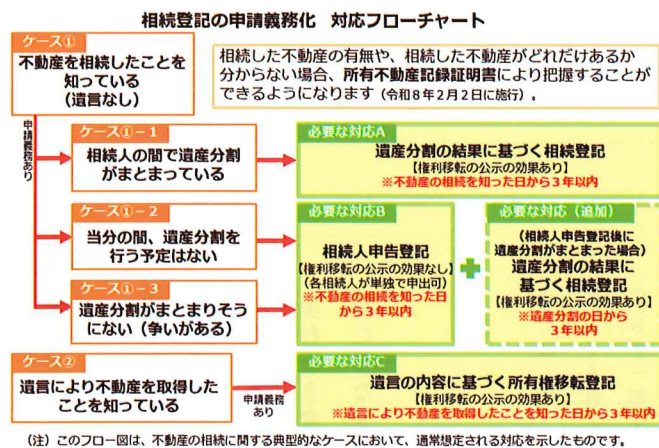 相続登記の申請義務化 対応フローチャート
ケース①
不動産を相続したことを
知っている
（遺言なし）
相続した不動産の有無や、相続した不動産がどれだけあるか
分からない場合、所有不動産記録証明書により把握することが
できるようになります（令和８年２月２日に施行）。
申請義務あり
ケース①－１
相続人の間で遺産分割
がまとまっている
必要な対応A
遺産分割の結果に基づく相続登記
【権利移転の公示の効果あり】
※不動産の相続を知った日から３年以内
ケース①－２
当分の間、遺産分割を
行う予定はない
ケース①－３
遺産分割がまとまりそう
にない（争いがある）
必要な対応B
相続人申告登記
【権利移転の公示の効果なし】
（各相続人が単独で申出可）
※不動産の相続を知った日
から３年以内
必要な対応（追加）
（相続人申告登記後に
遺産分割がまとまった場合）
遺産分割の結果に
基づく相続登記
【権利移転の公示の効果あり】
※遺産分割の日から
３年以内
ケース②
遺言により不動産を取得した
ことを知っている
申請義務
あり
必要な対応C
遺言の内容に基づく所有権移転登記
【権利移転の公示の効果あり】
※遺言により不動産を取得したことを知った日から３年以内
（注）このフロー図は、不動産の相続に関する典型的なケースにおいて、通常想定される対応を示したものです。